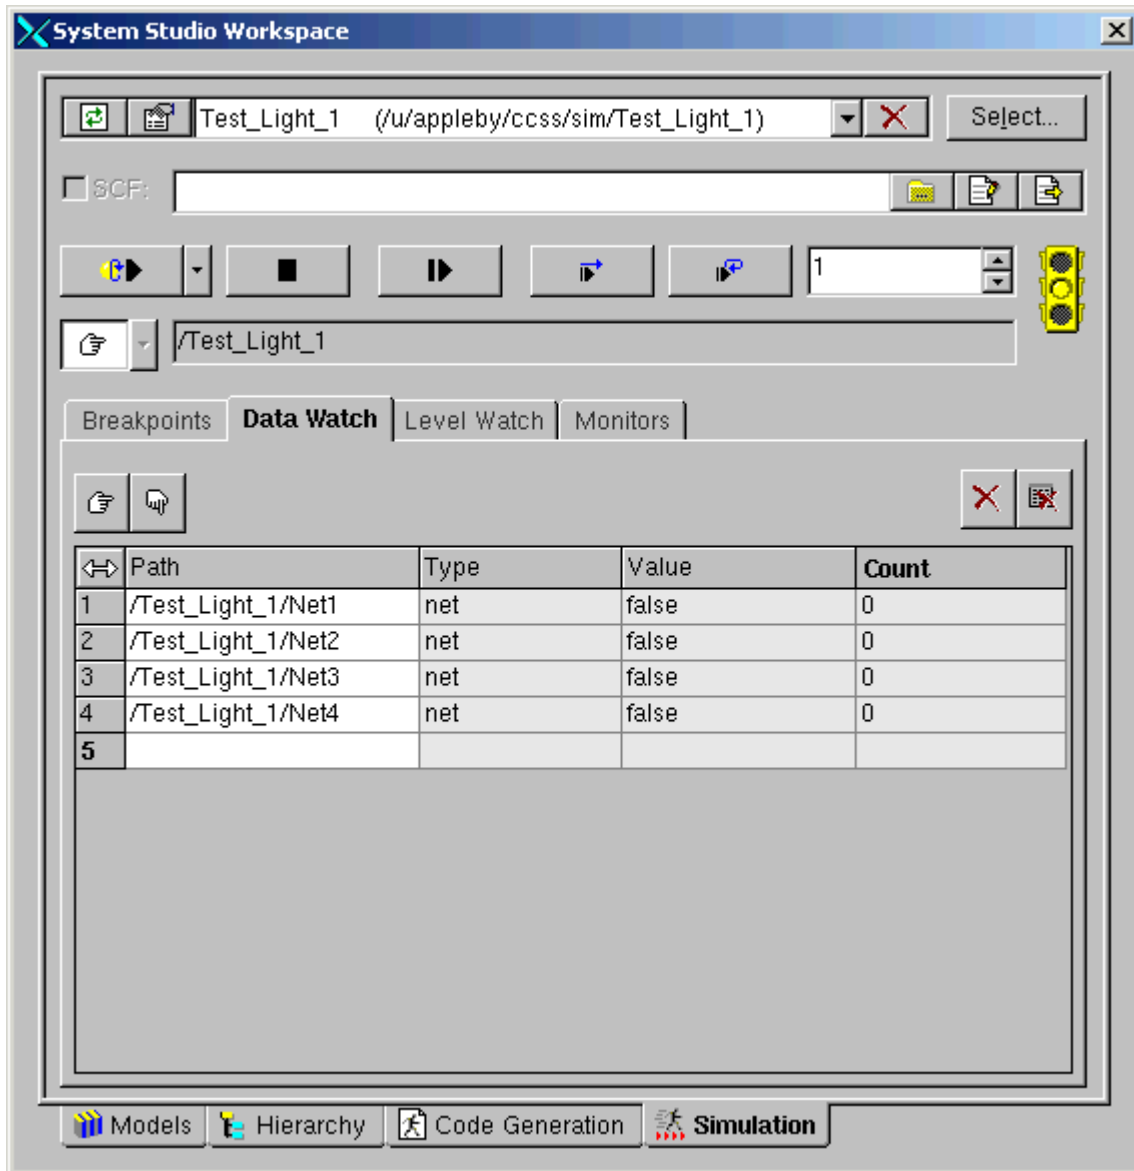 System Studio Workspace
Test_Light_1 (/u/appleby/ccss/sim/Test_Light_1) Select...
SCF:
1
/Test_Light_1
Breakpoints Data Watch Level Watch Monitors
Path Type Value Count
1 /Test_Light_1/Net1 net false 0
2 /Test_Light_1/Net2 net false 0
3 /Test_Light_1/Net3 net false 0
4 /Test_Light_1/Net4 net false 0
5
Models Hierarchy Code Generation Simulation